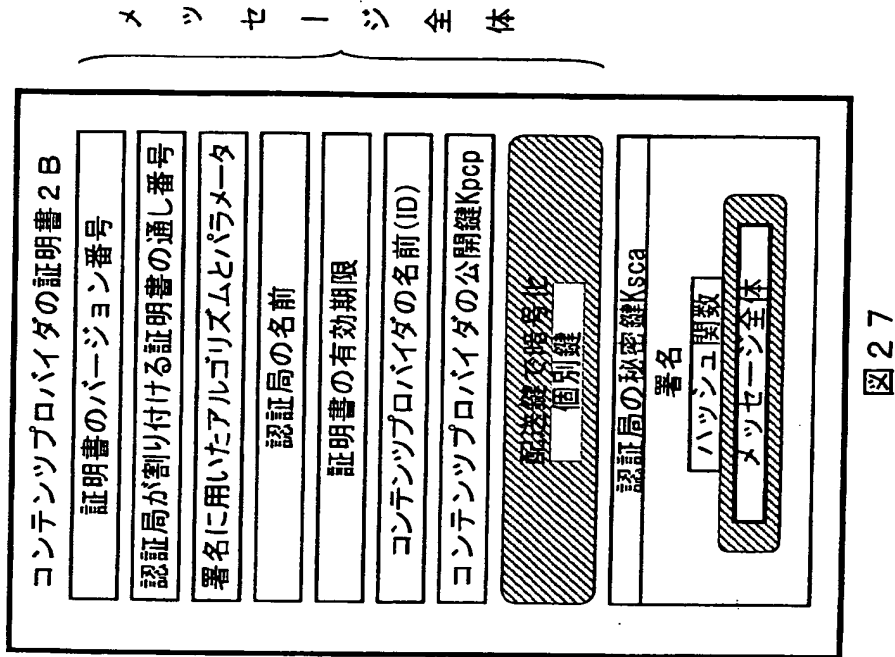 コンテンツプロバイダの証明書2B
証明書のバージョン番号
認証局が割り付ける証明書の通し番号
署名に用いたアルゴリズムとパラメータ
認証局の名前
証明書の有効期限
コンテンツプロバイダの名前(ID)
コンテンツプロバイダの公開鍵Kpcp
配送鍵で暗号化
個別鍵
認証局の秘密鍵Ksca
署名
ハッシュ関数
メッセージ全体
メッセージ全体
図27